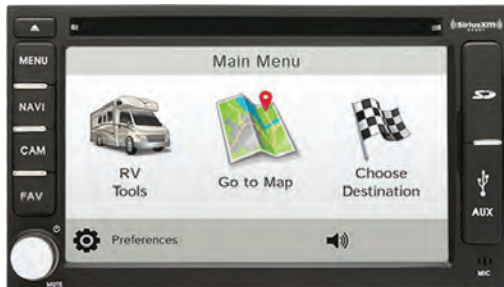 ((SiriusXM))
READY
MENU
NAVI
CAM
FAV
MUTE
Main Menu
RV
Tools
Go to Map
Choose
Destination
Preferences
SD
AUX
MIC